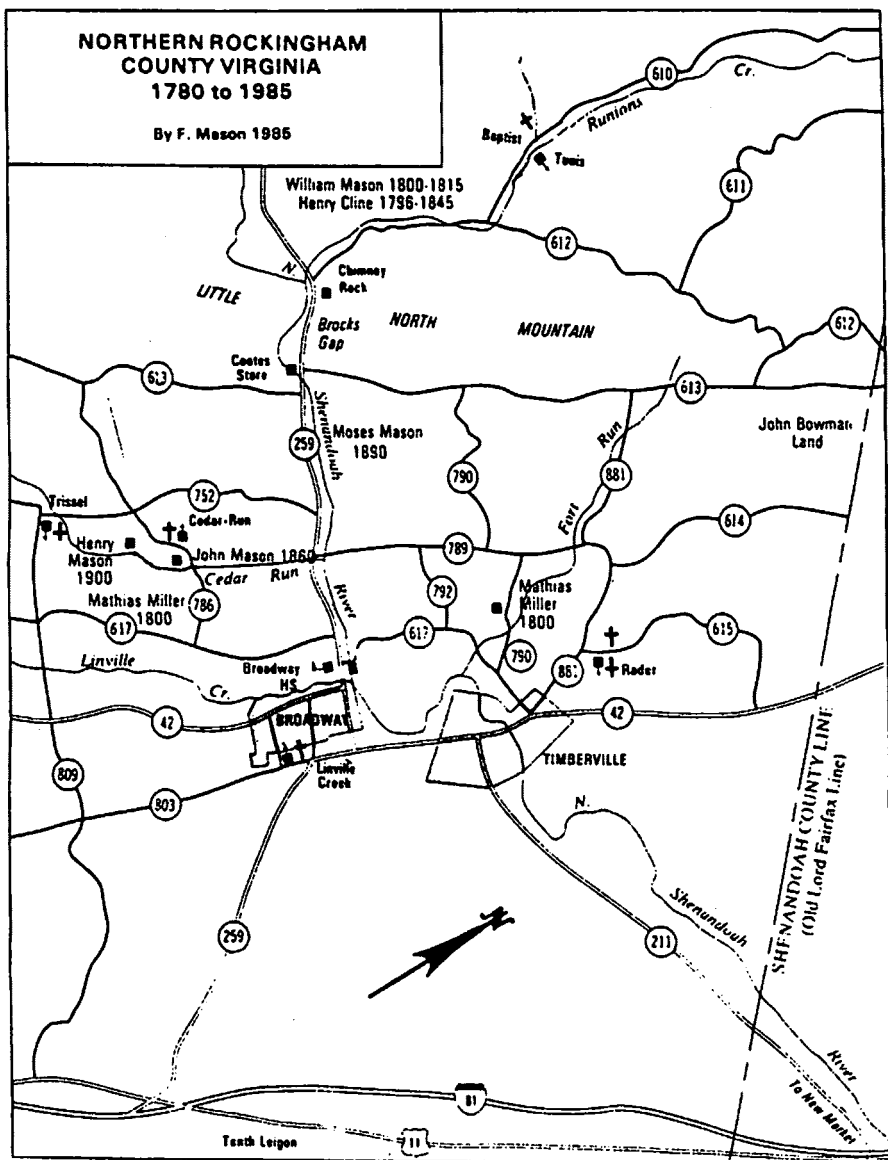 NORTHERN ROCKINGHAM
COUNTY VIRGINIA
1780 to 1985
By F. Mason 1985
610
Cr.
Runions
Baptist
Tunis
William Mason 1800-1815
Henry Cline 1796-1845
611
612
N.
Chimney
Rock
LITTLE
Brocks
Gap
NORTH
MOUNTAIN
612
Cootes
Store
613
613
Shenandouh
259
Moses Mason
1890
790
Run
881
John Bowman
Land
752
Trissel
Cedar-Run
614
Fort
Henry
Mason
1900
John Mason 1860
789
Cedar
Run
Mathias Miller
1800
786
River
792
Mathias
Miller
1800
617
617
615
Linville
Cr.
Broadway
HS
790
881
Rader
42
BROADWAY
42
809
Linville
Creek
TIMBERVILLE
803
N.
SHENANDOAH COUNTY LINE
(Old Lord Fairfax Line)
Shenundouh
259
N
211
River
To New Market
81
Tenth Leigon
11